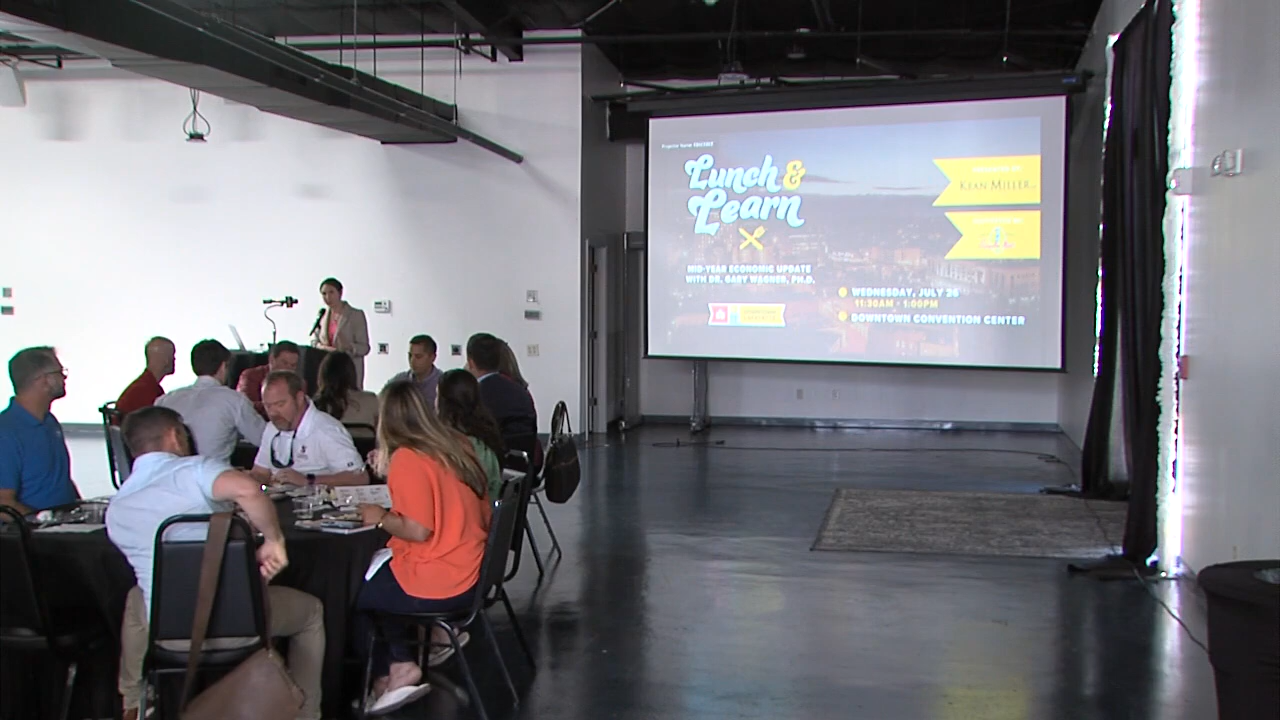 Lunch &
Learn
MID-YEAR ECONOMIC UPDATE
WITH DR. GARY WAGNER, PH.D.
KEAN MILLER
WEDNESDAY, JULY 26
11:30AM - 1:00PM
DOWNTOWN CONVENTION CENTER